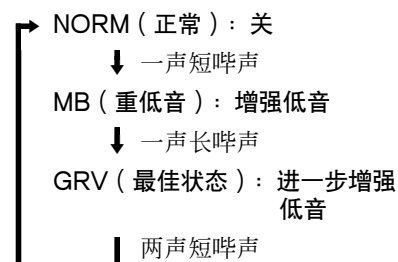 NORM（正常）：关
一声短哔声
MB（重低音）：增强低音
一声长哔声
GRV（最佳状态）：进一步增强
低音
两声短哔声